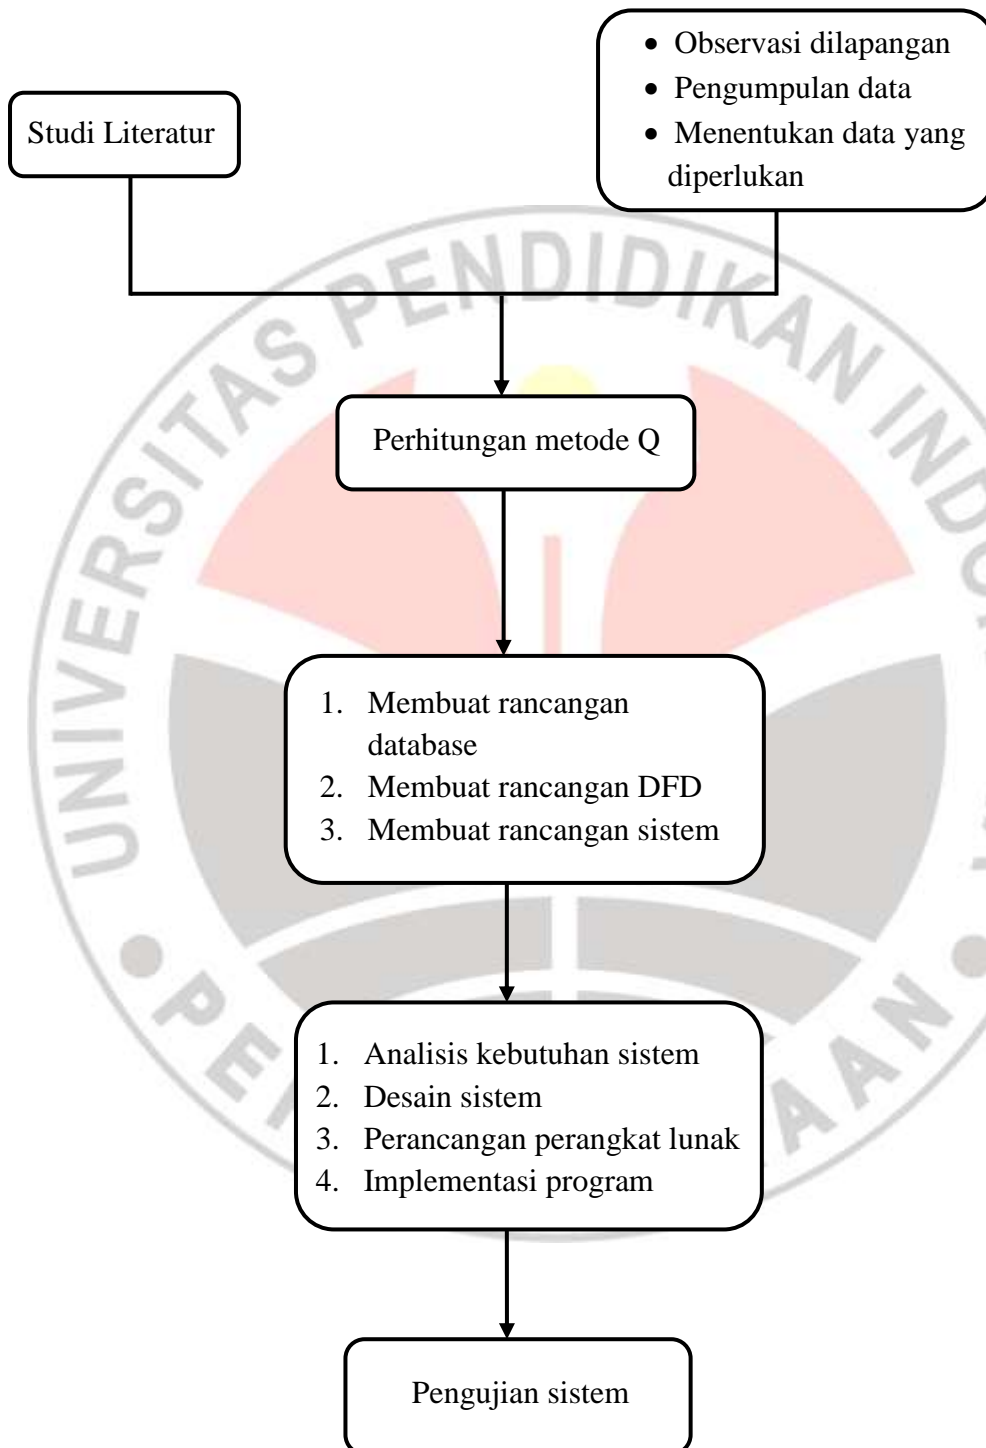 Studi Literatur
• Observasi dilapangan
• Pengumpulan data
• Menentukan data yang
diperlukan
Perhitungan metode Q
1. Membuat rancangan
database
2. Membuat rancangan DFD
3. Membuat rancangan sistem
1. Analisis kebutuhan sistem
2. Desain sistem
3. Perancangan perangkat lunak
4. Implementasi program
Pengujian sistem
UNIVERSITAS PENDIDIKAN